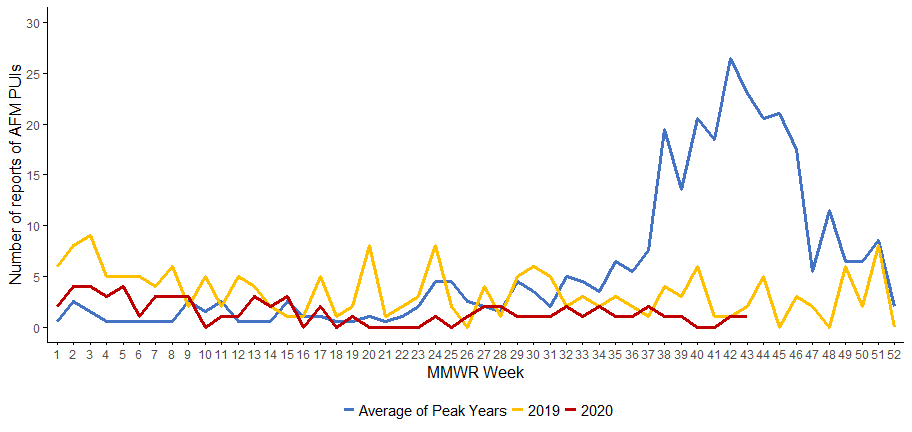 Number of reports of AFM PUIs
30
25
20
15
10
5
0
1 2 3 4 5 6 7 8 9 10 11 12 13 14 15 16 17 18 19 20 21 22 23 24 25 26 27 28 29 30 31 32 33 34 35 36 37 38 39 40 41 42 43 44 45 46 47 48 49 50 51 52
MMWR Week
Average of Peak Years 2019 2020